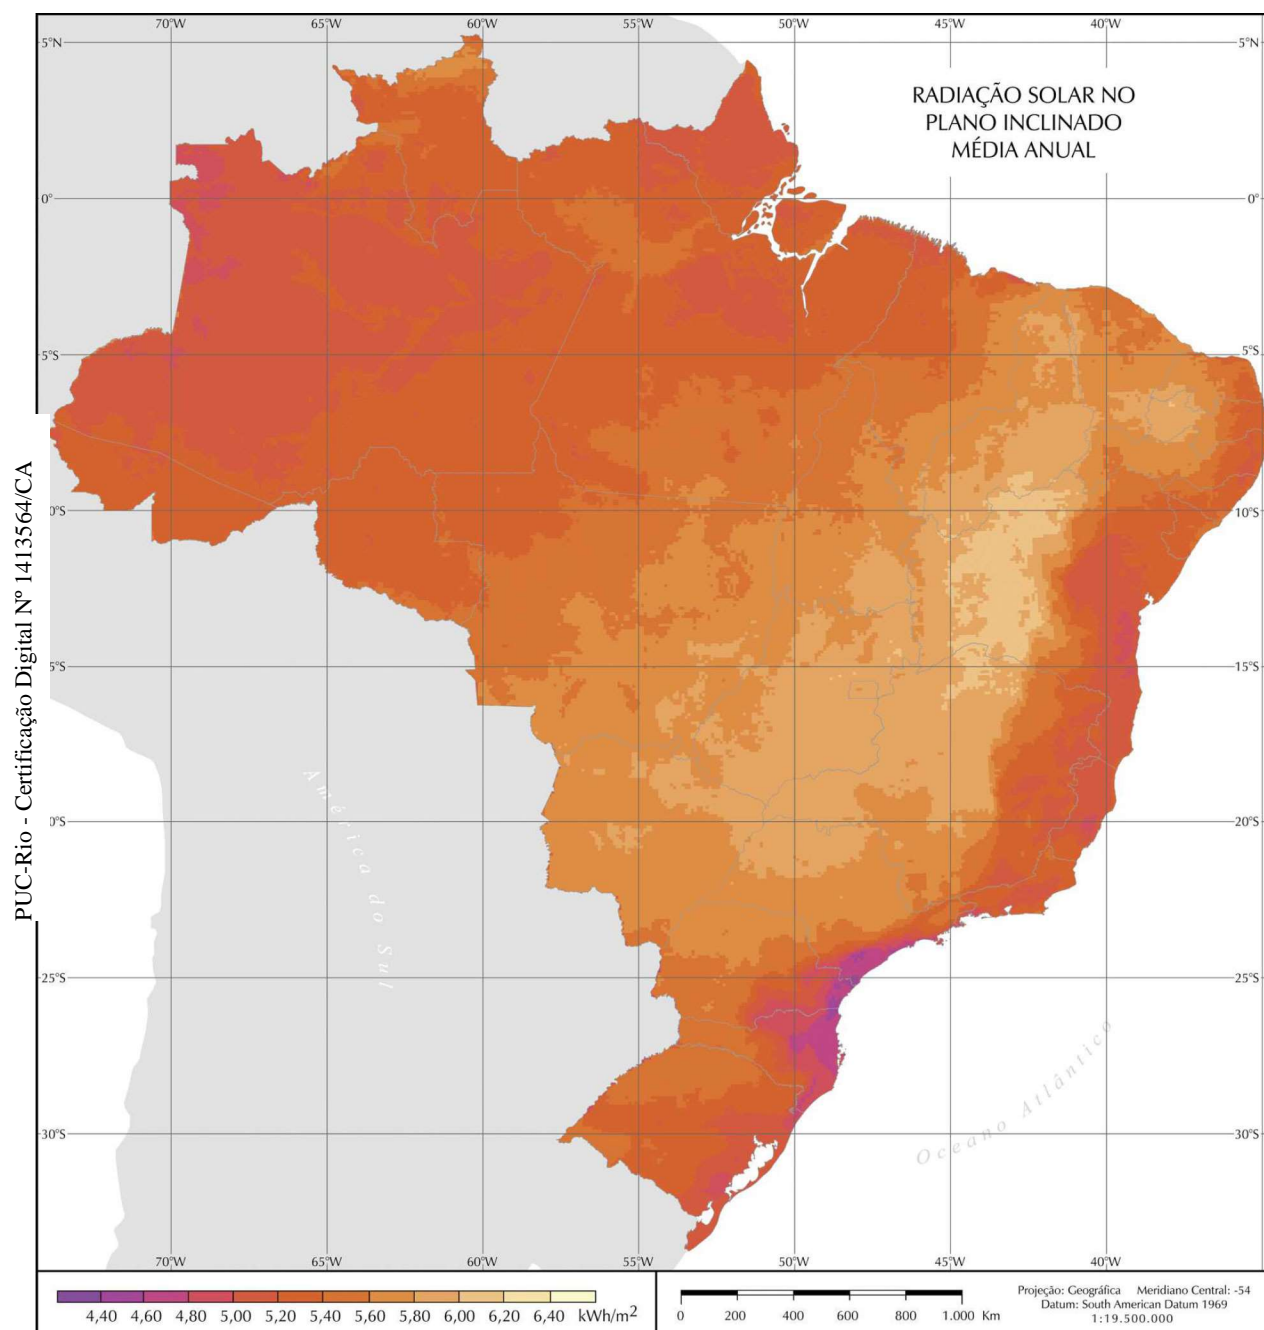 70°W 65°W 60°W 55°W 50°W 45°W 40°W
5°N 5°N
RADIAÇÃO SOLAR NO
PLANO INCLINADO
MÉDIA ANUAL
0° 0°
5°S 5°S
0°S 10°S
5°S 15°S
0°S 20°S
25°S 25°S
30°S 30°S
PUC-Rio - Certificação Digital Nº 1413564/CA
América do Sul
Oceano Atlântico
70°W 65°W 60°W 55°W 50°W 45°W 40°W
4,40 4,60 4,80 5,00 5,20 5,40 5,60 5,80 6,00 6,20 6,40 kWh/m²
0 200 400 600 800 1.000 Km
Projeção: Geográfica Meridiano Central: -54
Datum: South American Datum 1969
1:19.500.000